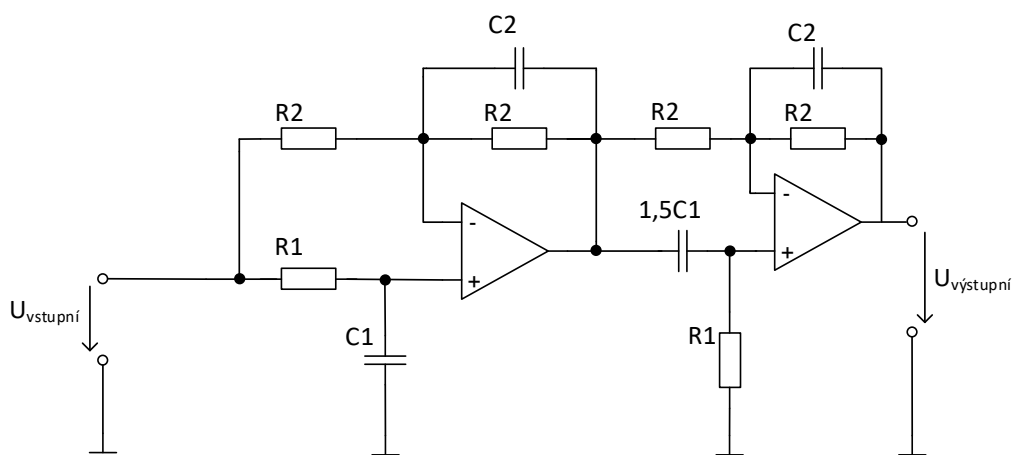 C2
C2
R2
R2
R2
R2
-
-
1,5C1
R1
+
+
Uvstupní
Uvýstupní
C1
R1